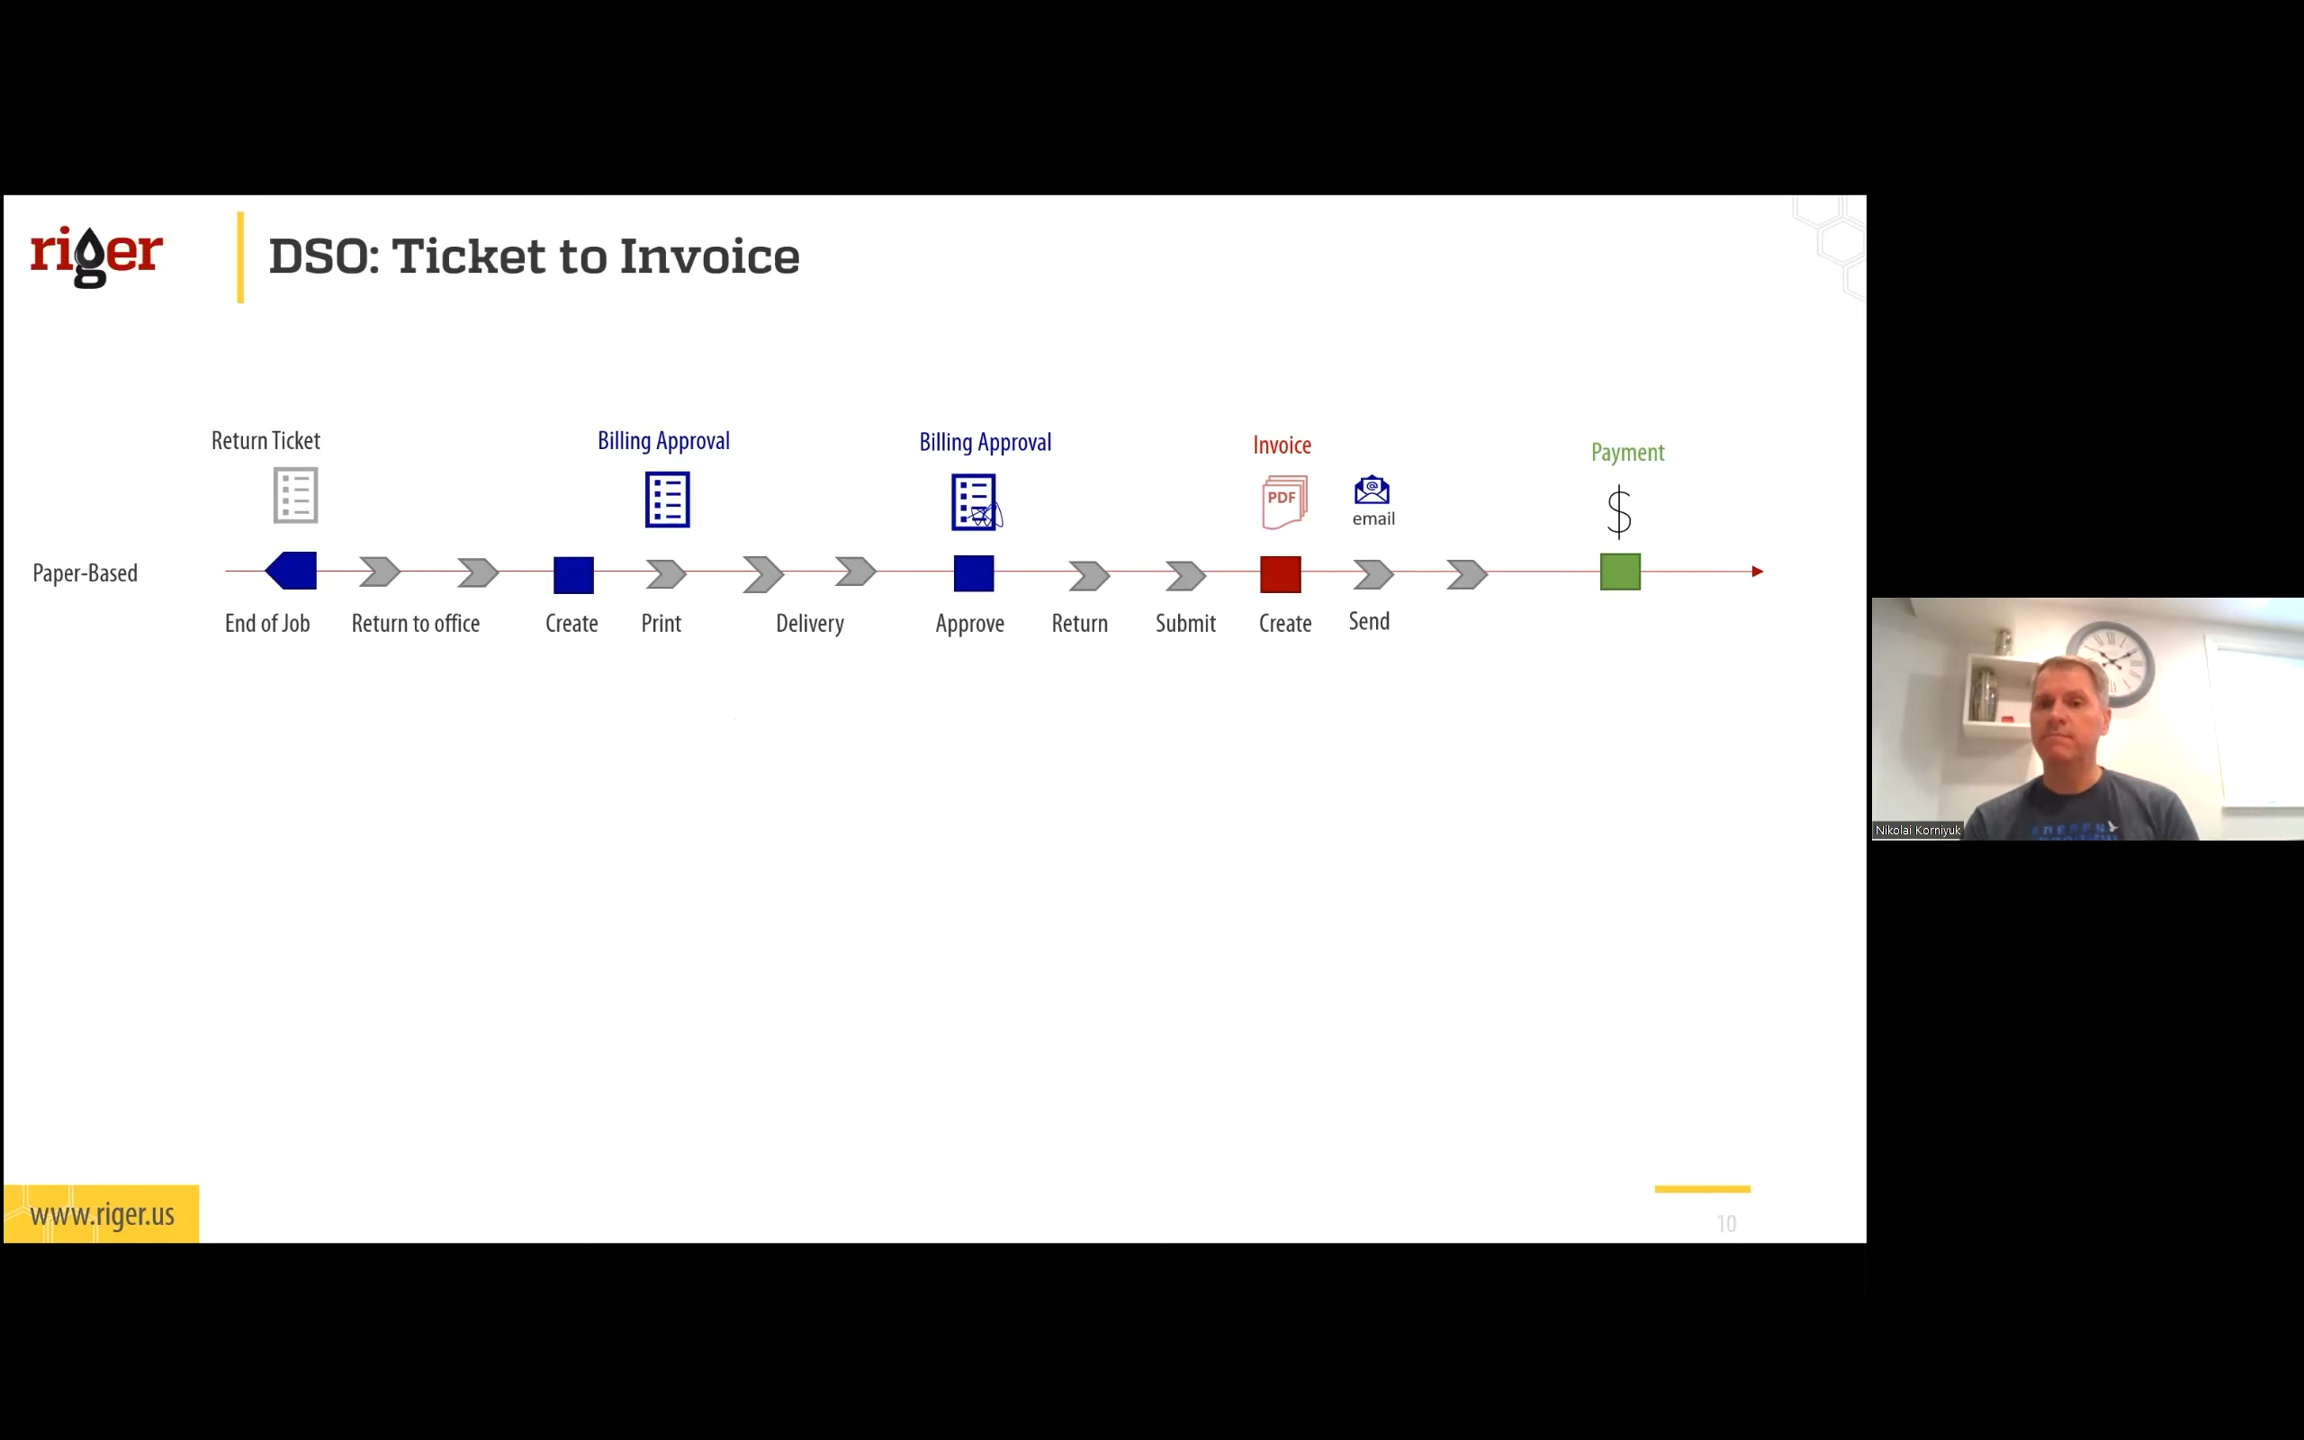 riger
DSO: Ticket to Invoice
Return Ticket
Billing Approval
Billing Approval
Invoice
Payment
PDF
@
email
$
Paper-Based
End of Job
Return to office
Create
Print
Delivery
Approve
Return
Submit
Create
Send
Nikolai Korniyuk
www.riger.us
10